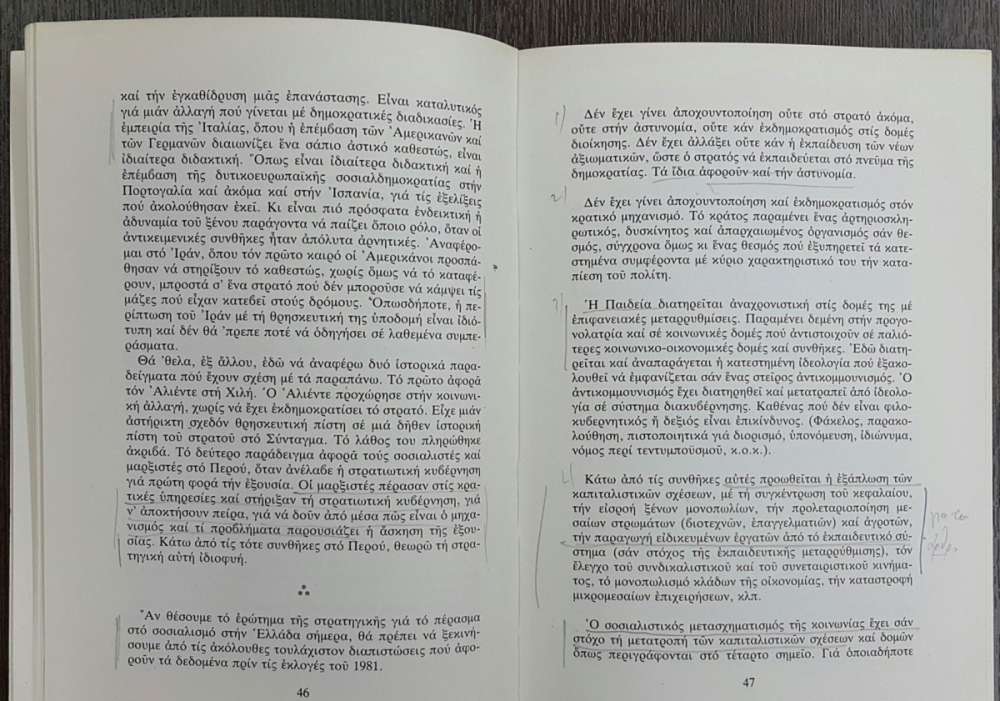 καί τήν ἐγκαθίδρυση μιᾶς ἐπανάστασης. Εἶναι καταλυτικός
γιά μιάν ἀλλαγή πού γίνεται μέ δημοκρατικές διαδικασίες. Ἡ
ἐμπειρία τῆς Ἰταλίας, ὅπου ἡ ἐπέμβαση τῶν Ἀμερικανῶν καί
τῶν Γερμανῶν διαιωνίζει ἕνα σάπιο ἀστικό καθεστώς, εἶναι
ἰδιαίτερα διδακτική. Ὅπως εἶναι ἰδιαίτερα διδακτική καί ἡ
ἐπέμβαση τῆς δυτικοευρωπαϊκής σοσιαλδημοκρατίας στήν
Πορτογαλία καί ἀκόμα καί στήν Ἱσπανία, γιά τίς ἐξελίξεις
πού ἀκολούθησαν ἐκεῖ. Κι εἶναι πιό πρόσφατα ἐνδεικτική ἡ
ἀδυναμία τοῦ ξένου παράγοντα νά παίζει ὅποιο ρόλο, ὅταν οἱ
ἀντικειμενικές συνθῆκες ἦταν ἀπόλυτα ἀρνητικές. Ἀναφέρο-
μαι στό Ἰράν, ὅπου τόν πρῶτο καιρό οἱ Ἀμερικάνοι προσπά-
θησαν νά στηρίξουν τό καθεστώς, χωρίς ὅμως νά τό καταφέ-
ρουν, μπροστά σ' ἕνα στρατό πού δέν μποροῦσε νά κάμψει τίς
μάζες πού εἶχαν κατεβεῖ στούς δρόμους. Ὁπωσδήποτε, ἡ πε-
ρίπτωση τοῦ Ἰράν μέ τή θρησκευτική της ὑποδομή εἶναι ἰδιό-
τυπη καί δέν θά 'πρεπε ποτέ νά ὁδηγήσει σέ λαθεμένα συμπε-
ράσματα.
Θά 'θελα, ἐξ ἄλλου, ἐδῶ νά ἀναφέρω δυό ἱστορικά παρα-
δείγματα πού ἔχουν σχέση μέ τά παραπάνω. Τό πρῶτο ἀφορᾶ
τόν Ἀλιέντε στή Χιλή. Ὁ Ἀλιέντε προχώρησε στήν κοινωνι-
κή ἀλλαγή, χωρίς νά ἔχει ἐκδημοκρατίσει τό στρατό. Εἶχε μιάν
ἀστήρικτη σχεδόν θρησκευτική πίστη σέ μιά δῆθεν ἱστορική
πίστη τοῦ στρατοῦ στό Σύνταγμα. Τό λάθος του πληρώθηκε
ἀκριβά. Τό δεύτερο παράδειγμα ἀφορᾶ τούς σοσιαλιστές καί
μαρξιστές στό Περού, ὅταν ἀνέλαβε ἡ στρατιωτική κυβέρνηση
γιά πρώτη φορά τήν ἐξουσία. Οἱ μαρξιστές πέρασαν στίς κρα-
τικές ὑπηρεσίες καί στήριξαν τή στρατιωτική κυβέρνηση, γιά
ν' ἀποκτήσουν πείρα, γιά νά δοῦν ἀπό μέσα πῶς εἶναι ὁ μηχα-
νισμός καί τί προβλήματα παρουσιάζει ἡ ἄσκηση τῆς ἐξου-
σίας. Κάτω ἀπό τίς τότε συνθῆκες στό Περού, θεωρῶ τή στρα-
τηγική αὐτή ἰδιοφυή.
Ἄν θέσουμε τό ἐρώτημα τῆς στρατηγικῆς γιά τό πέρασμα
στό σοσιαλισμό στήν Ἑλλάδα σήμερα, θά πρέπει νά ξεκινή-
σουμε ἀπό τίς ἀκόλουθες τουλάχιστον διαπιστώσεις πού ἀφο-
ροῦν τά δεδομένα πρίν τίς ἐκλογές τοῦ 1981.
46
1)
Δέν ἔχει γίνει ἀποχουντοποίηση οὔτε στό στρατό ἀκόμα,
οὔτε στήν ἀστυνομία, οὔτε κάν ἐκδημοκρατισμός στίς δομές
διοίκησης. Δέν ἔχει ἀλλάξει οὔτε κάν ἡ ἐκπαίδευση τῶν νέων
ἀξιωματικῶν, ὥστε ὁ στρατός νά ἐκπαιδεύεται στό πνεῦμα τῆς
δημοκρατίας. Τά ἴδια ἀφοροῦν καί τήν ἀστυνομία.
2)
Δέν ἔχει γίνει ἀποχουντοποίηση καί ἐκδημοκρατισμός στόν
κρατικό μηχανισμό. Τό κράτος παραμένει ἕνας ἀρτηριοσκλη-
ρωτικός, δυσκίνητος καί ἀπαρχαιωμένος ὀργανισμός σάν θε-
σμός, σύγχρονα ὅμως κι ἕνας θεσμός πού ἐξυπηρετεῖ τά κατε-
στημένα συμφέροντα μέ κύριο χαρακτηριστικό του τήν κατα-
πίεση τοῦ πολίτη.
3)
Ἡ Παιδεία διατηρεῖται ἀναχρονιστική στίς δομές της μέ
ἐπιφανειακές μεταρρυθμίσεις. Παραμένει δεμένη στήν προγο-
νολατρία καί σέ κοινωνικές δομές πού ἀντιστοιχοῦν σέ παλιό-
τερες κοινωνικο-οικονομικές δομές καί συνθῆκες. Ἐδῶ διατη-
ρεῖται καί ἀναπαράγεται ἡ κατεστημένη ἰδεολογία πού ἐξακο-
λουθεῖ νά ἐμφανίζεται σάν ἕνας στεῖρος ἀντικομμουνισμός. Ὁ
ἀντικομμουνισμός ἔχει διατηρηθεῖ καί μετατραπεῖ ἀπό ἰδεολο-
γία σέ σύστημα διακυβέρνησης. Καθένας πού δέν εἶναι φιλο-
κυβερνητικός ἤ δεξιός εἶναι ἐπικίνδυνος. (Φάκελος, παρακο-
λούθηση, πιστοποιητικά γιά διορισμό, ὑπονόμευση, ἰδιώνυμα,
νόμος περί τεντυμποϋσμοῦ, κ.ο.κ.).
Κάτω ἀπό τίς συνθῆκες αὐτές προωθεῖται ἡ ἐξάπλωση τῶν
καπιταλιστικῶν σχέσεων, μέ τή συγκέντρωση τοῦ κεφαλαίου,
τήν εἰσροή ξένων μονοπωλίων, τήν προλεταριοποίηση με-
σαίων στρωμάτων (βιοτεχνῶν, ἐπαγγελματιῶν) καί ἀγροτῶν,
τήν παραγωγή εἰδικευμένων ἐργατῶν ἀπό τό ἐκπαιδευτικό σύ-
στημα (σάν στόχος τῆς ἐκπαιδευτικῆς μεταρρύθμισης), τόν
ἔλεγχο τοῦ συνδικαλιστικοῦ καί τοῦ συνεταιριστικοῦ κινήμα-
τος, τό μονοπωλισμό κλάδων τῆς οἰκονομίας, τήν καταστροφή
μικρομεσαίων ἐπιχειρήσεων, κλπ.
Ὁ σοσιαλιστικός μετασχηματισμός τῆς κοινωνίας ἔχει σάν
στόχο τή μετατροπή τῶν καπιταλιστικῶν σχέσεων καί δομῶν
ὅπως περιγράφονται στό τέταρτο σημεῖο. Γιά ὁποιαδήποτε
47